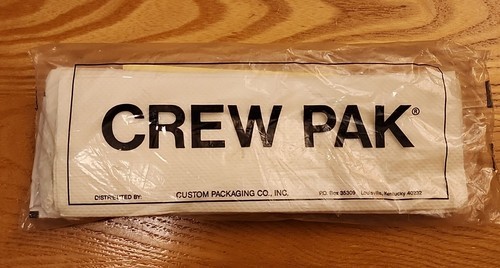 CREW PAK®
DISTRIBUTED BY: CUSTOM PACKAGING CO., INC. P.O. Box 35309 Louisville, Kentucky 40232